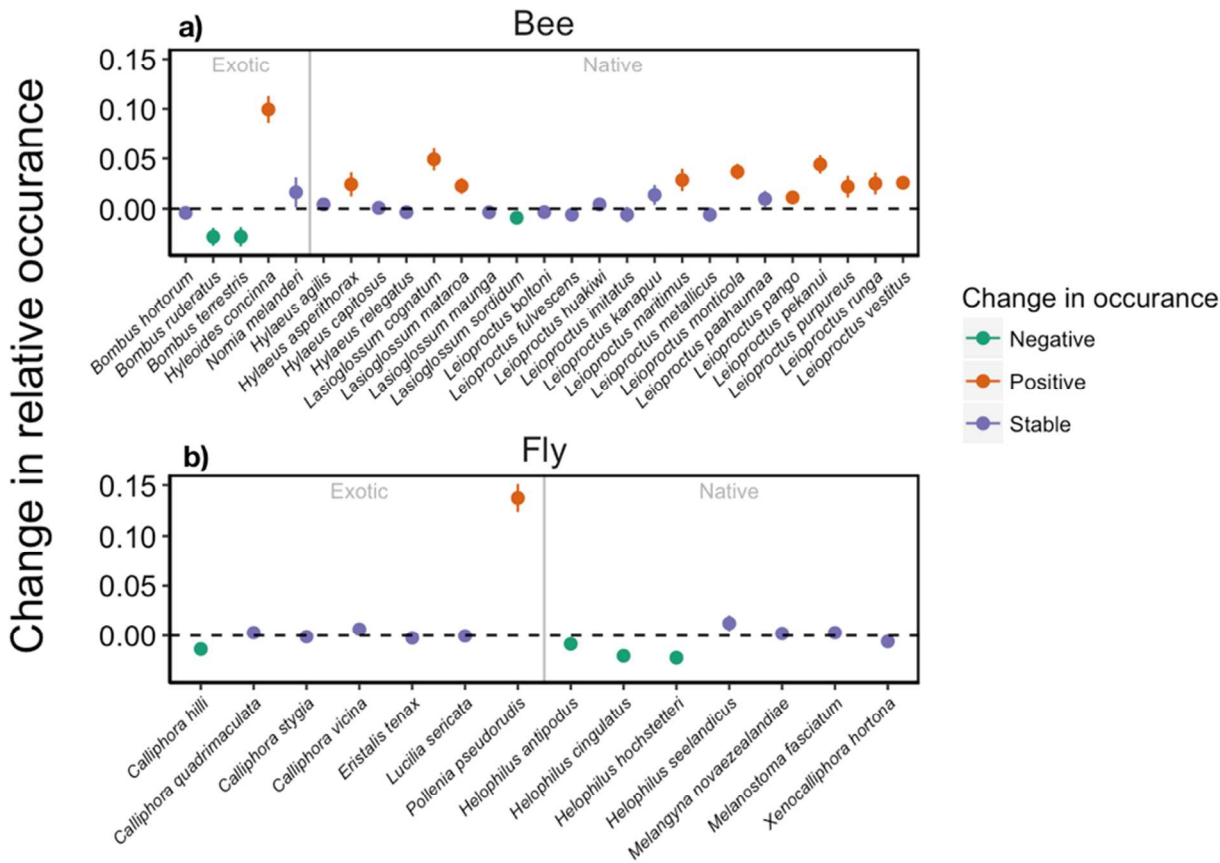 a)
Bee
Exotic
Native
0.15
0.10
0.05
0.00
Bombus hortorum
Bombus ruderatus
Bombus terrestris
Hyleoides concinna
Nomia melanderi
Hylaeus agilis
Hylaeus asperithorax
Hylaeus capitosus
Hylaeus relegatus
Lasioglossum cognatum
Lasioglossum mataroa
Lasioglossum maunga
Lasioglossum sordidum
Leioproctus boltoni
Leioproctus fulvescens
Leioproctus huakiwi
Leioproctus imitatus
Leioproctus kanapuu
Leioproctus maritimus
Leioproctus metallicus
Leioproctus monticola
Leioproctus paahaumaa
Leioproctus pango
Leioproctus pekanui
Leioproctus purpureus
Leioproctus runga
Leioproctus vestitus
Change in relative occurance
Change in occurance
Negative
Positive
Stable
b)
Fly
Exotic
Native
0.15
0.10
0.05
0.00
Calliphora hilli
Calliphora quadrimaculata
Calliphora stygia
Calliphora vicina
Eristalis tenax
Lucilia sericata
Pollenia pseudorudis
Helophilus antipodus
Helophilus cingulatus
Helophilus hochstetteri
Helophilus seelandicus
Melangyna novaezealandiae
Melanostoma fasciatum
Xenocalliphora hortona